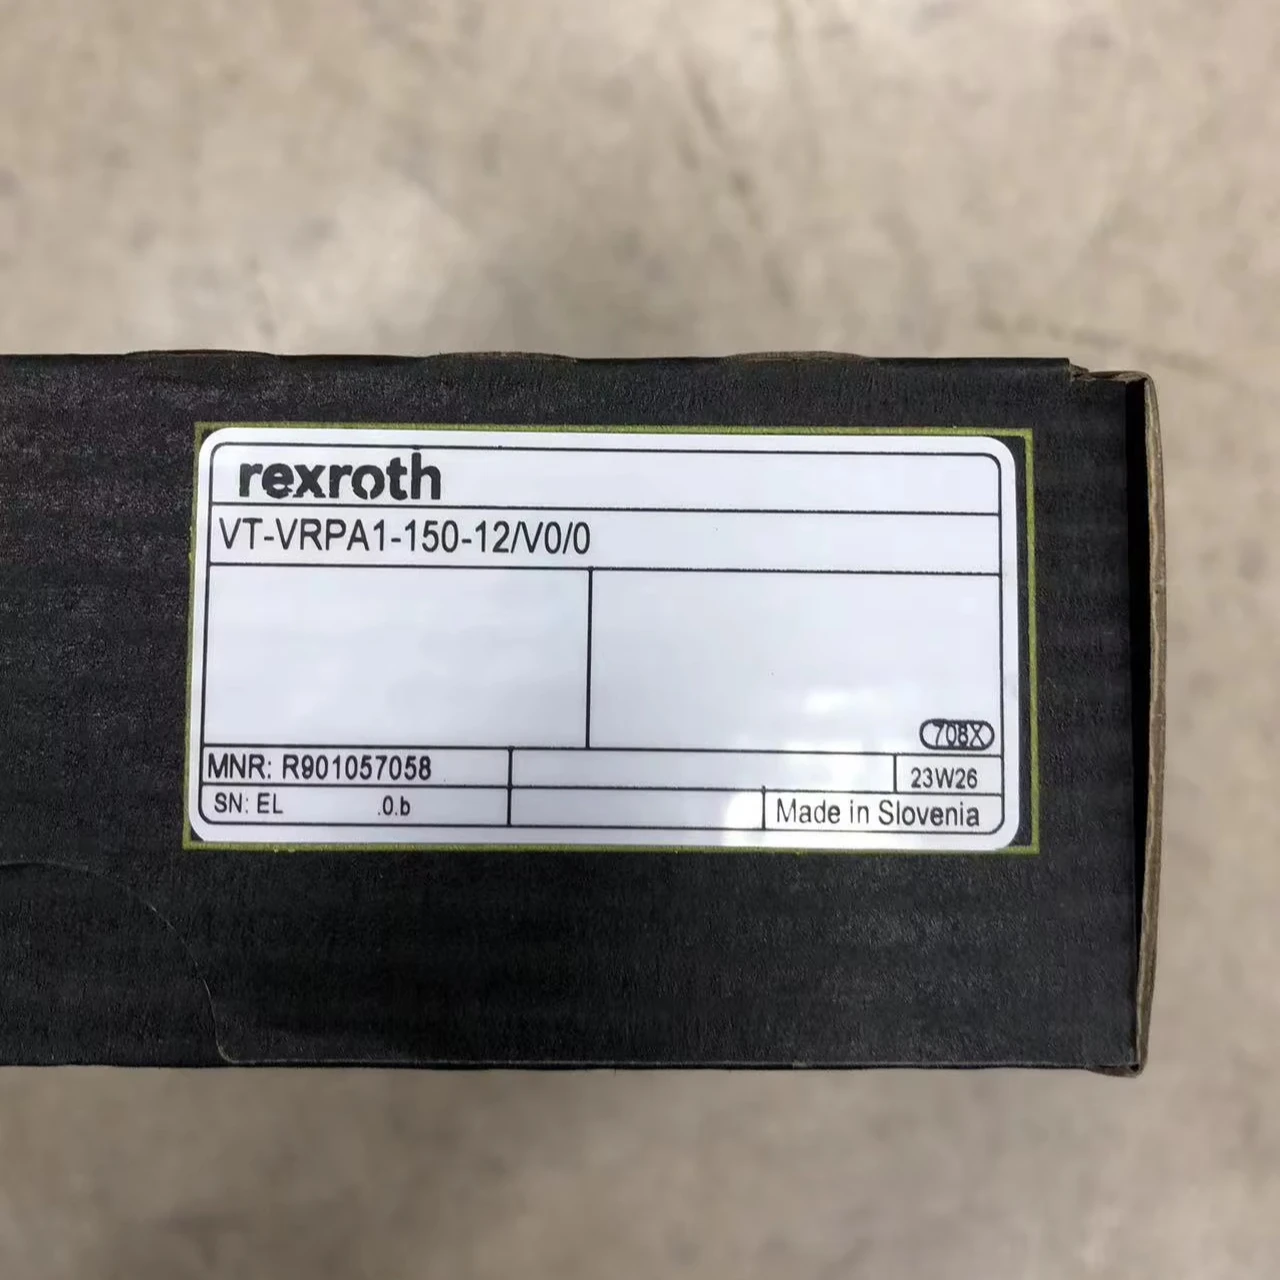 rexroth
VT-VRPA1-150-12/V0/0
708X
MNR: R901057058
23W26
SN: EL .0.b
Made in Slovenia